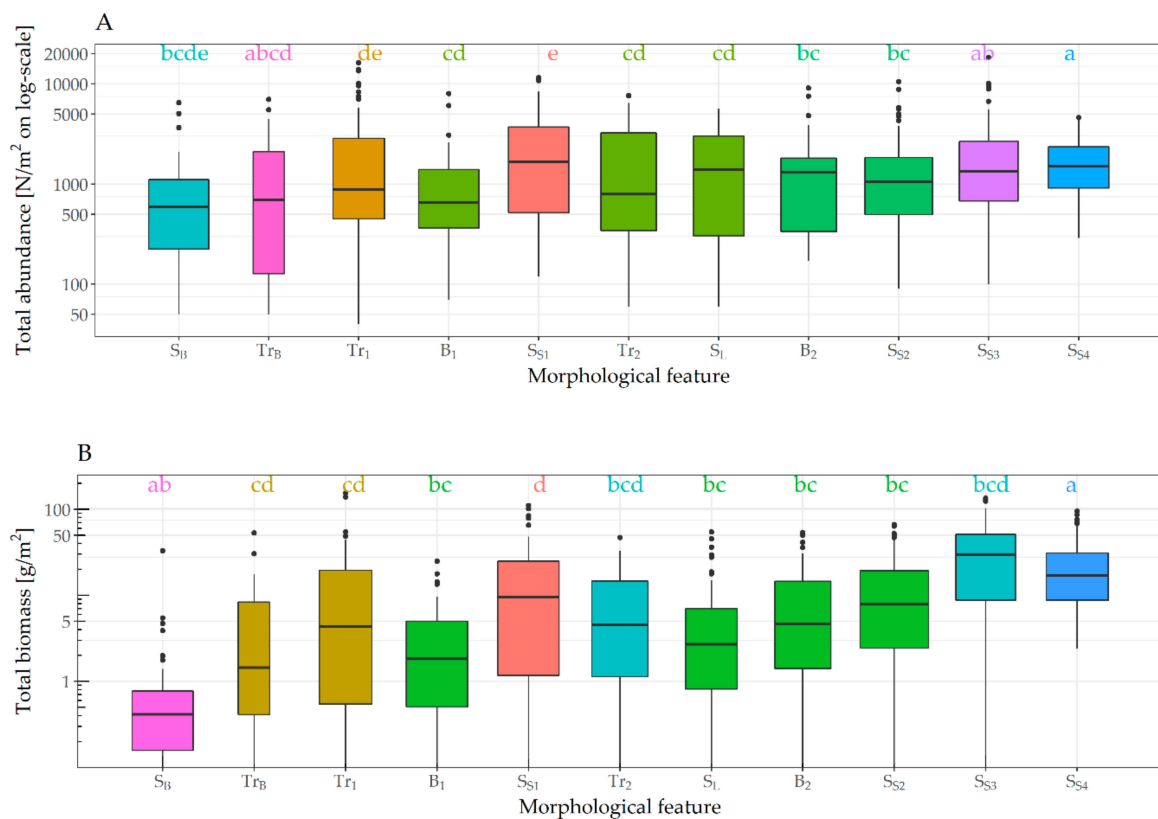 A
bcde abcd de cd e cd cd bc bc ab a
Total abundance [N/m² on log-scale]
20000
10000
5000
1000
500
100
50
S_B Tr_B Tr_1 B_1 S_S1 Tr_2 S_L B_2 S_S2 S_S3 S_S4
Morphological feature
B
ab cd cd bc d bcd bc bc bc bcd a
Total biomass [g/m²]
100
50
5
1
S_B Tr_B Tr_1 B_1 S_S1 Tr_2 S_L B_2 S_S2 S_S3 S_S4
Morphological feature